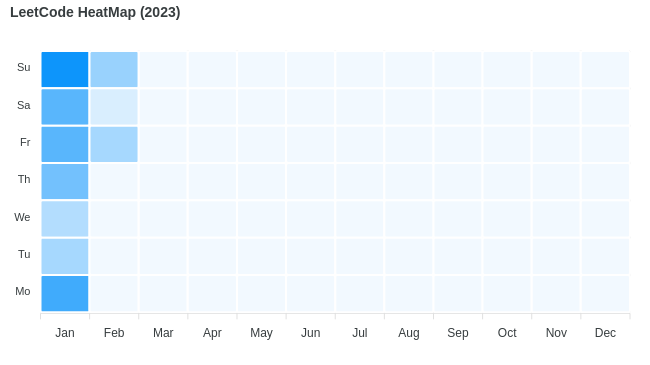 LeetCode HeatMap (2023)
Su
Sa
Fr
Th
We
Tu
Mo
Jan Feb Mar Apr May Jun Jul Aug Sep Oct Nov Dec